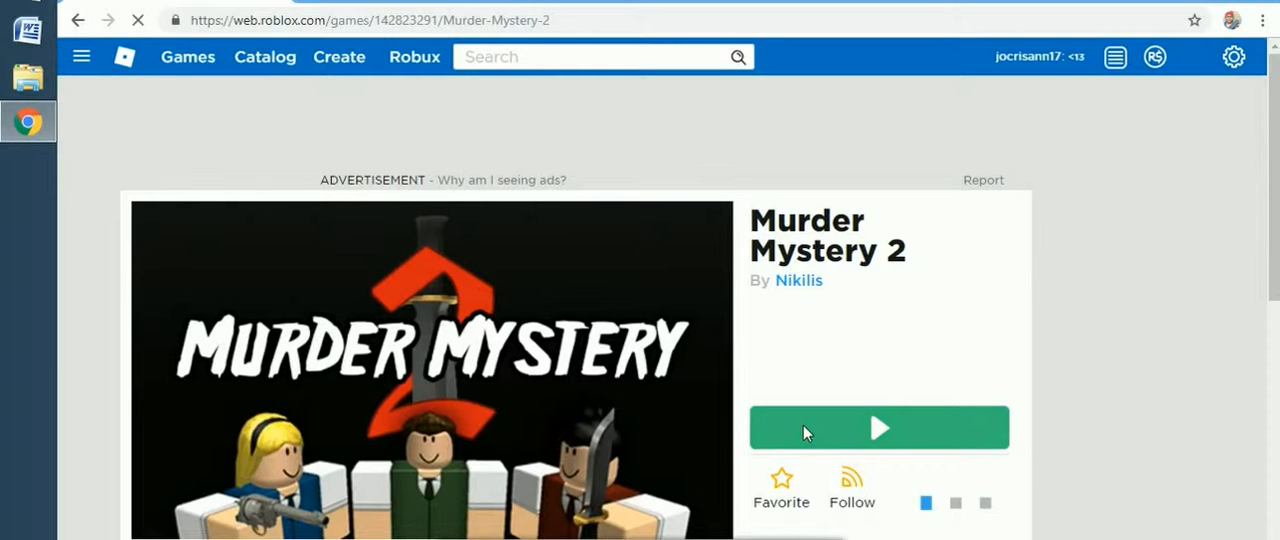 https://web.roblox.com/games/142823291/Murder-Mystery-2
Games Catalog Create Robux Search jocrisann17: <13 R$
ADVERTISEMENT - Why am I seeing ads? Report
2
MURDER MYSTERY
Murder
Mystery 2
By Nikilis
Favorite Follow